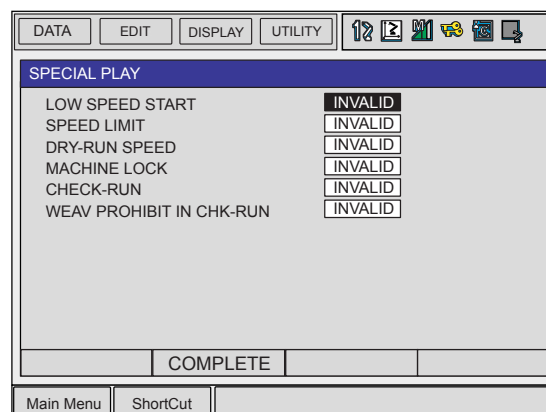 DATA EDIT DISPLAY UTILITY
SPECIAL PLAY
LOW SPEED START INVALID
SPEED LIMIT INVALID
DRY-RUN SPEED INVALID
MACHINE LOCK INVALID
CHECK-RUN INVALID
WEAV PROHIBIT IN CHK-RUN INVALID
COMPLETE
Main Menu ShortCut